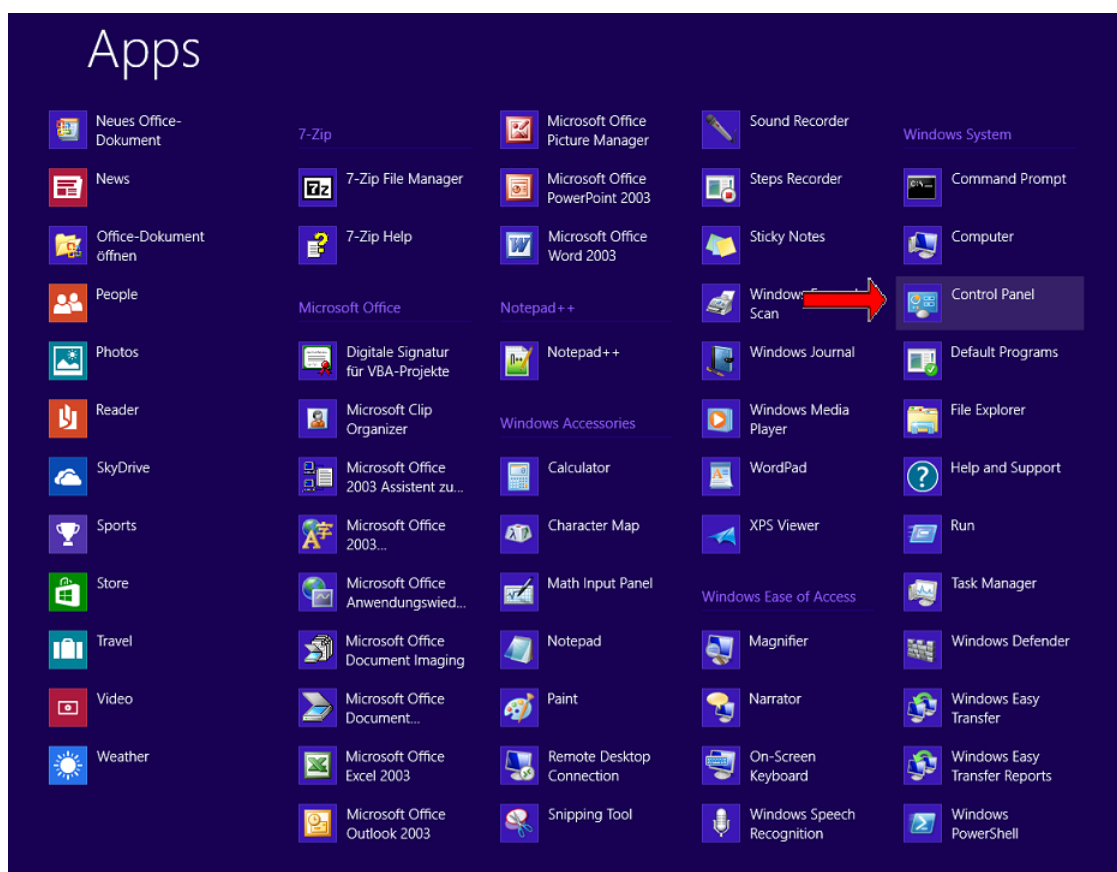 Apps
Neues Office-
Dokument
News
Office-Dokument
öffnen
People
Photos
Reader
SkyDrive
Sports
Store
Travel
Video
Weather
7-Zip
7-Zip File Manager
7-Zip Help
Microsoft Office
Digitale Signatur
für VBA-Projekte
Microsoft Clip
Organizer
Microsoft Office
2003 Assistent zu...
Microsoft Office
2003...
Microsoft Office
Anwendungswied...
Microsoft Office
Document Imaging
Microsoft Office
Document...
Microsoft Office
Excel 2003
Microsoft Office
Outlook 2003
Microsoft Office
Picture Manager
Microsoft Office
PowerPoint 2003
Microsoft Office
Word 2003
Notepad++
Notepad++
Windows Accessories
Calculator
Character Map
Math Input Panel
Notepad
Paint
Remote Desktop
Connection
Snipping Tool
Sound Recorder
Steps Recorder
Sticky Notes
Windows
Scan
Windows Journal
Windows Media
Player
WordPad
XPS Viewer
Windows Ease of Access
Magnifier
Narrator
On-Screen
Keyboard
Windows Speech
Recognition
Windows System
Command Prompt
Computer
Control Panel
Default Programs
File Explorer
Help and Support
Run
Task Manager
Windows Defender
Windows Easy
Transfer
Windows Easy
Transfer Reports
Windows
PowerShell